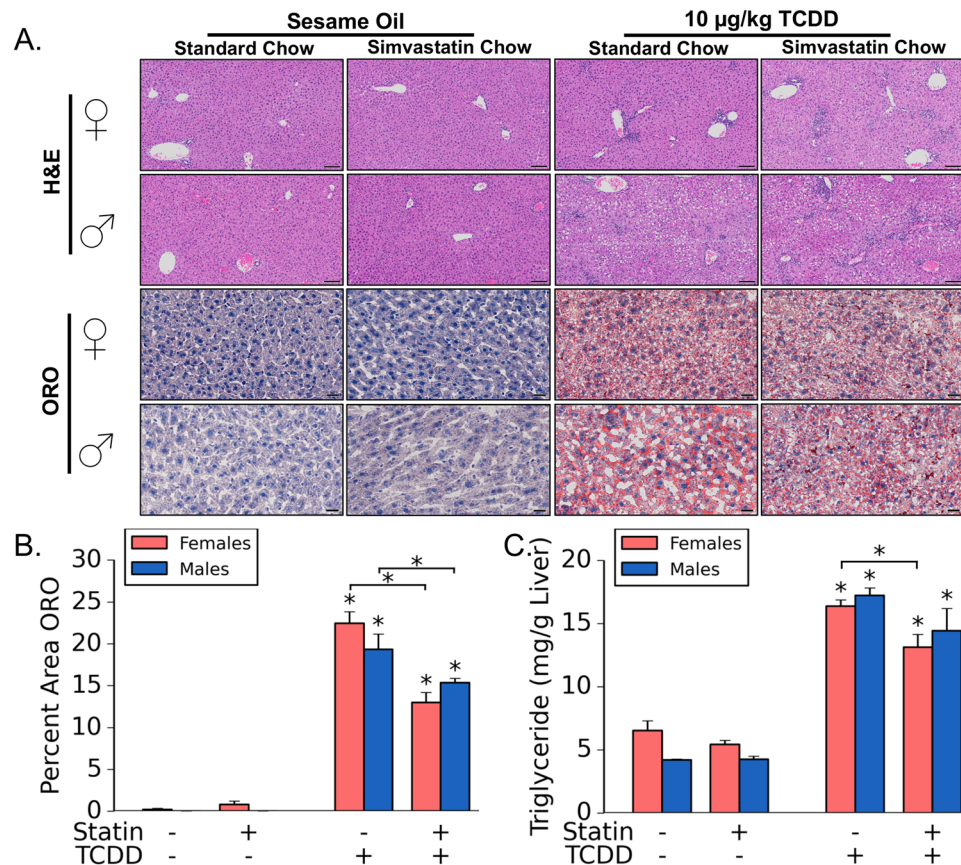 A.
Sesame Oil
10 µg/kg TCDD
Standard Chow
Simvastatin Chow
Standard Chow
Simvastatin Chow
H&E
♀
♂
ORO
♀
♂
B.
Females
Males
Percent Area ORO
30
25
20
15
10
5
0
* * * * * *
Statin - + - +
TCDD - - + +
C.
Females
Males
Triglyceride (mg/g Liver)
20
15
10
5
0
* * * * *
Statin - + - +
TCDD - - + +